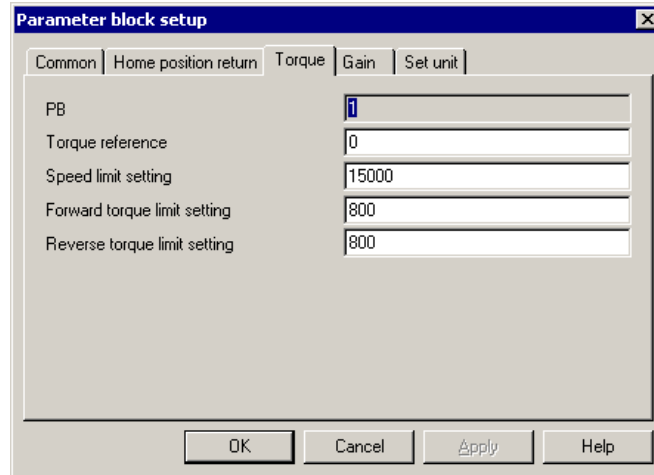 Parameter block setup
Common Home position return Torque Gain Set unit
PB 1
Torque reference 0
Speed limit setting 15000
Forward torque limit setting 800
Reverse torque limit setting 800
OK Cancel Apply Help